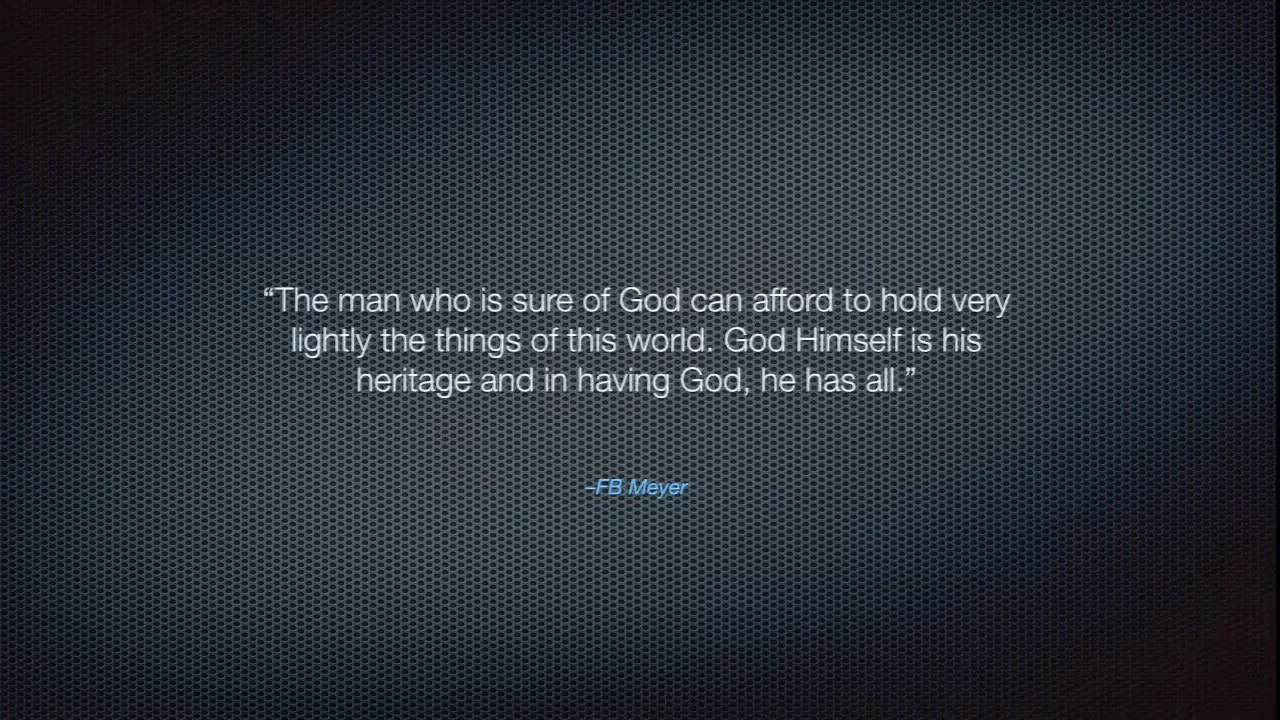 “The man who is sure of God can afford to hold very
lightly the things of this world. God Himself is his
heritage and in having God, he has all.”
–FB Meyer